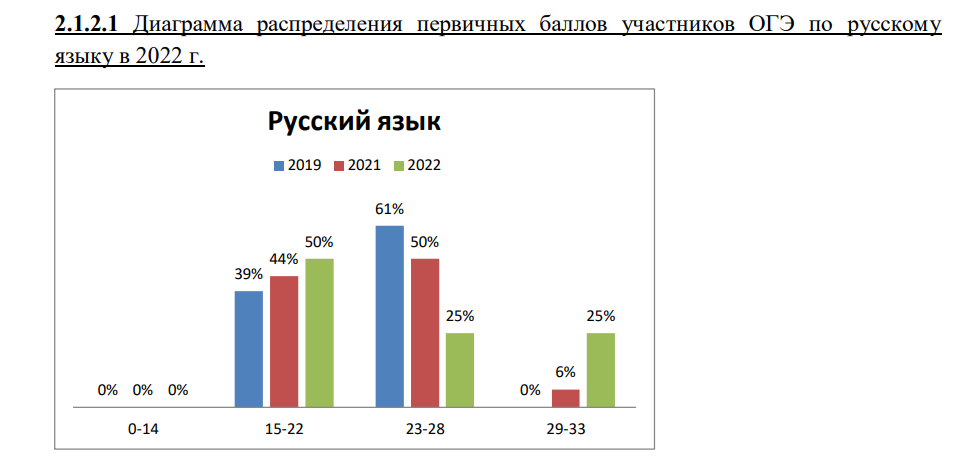 2.1.2.1 Диаграмма распределения первичных баллов участников ОГЭ по русскому
языку в 2022 г.
Русский язык
2019 2021 2022
61%
50% 50%
44%
39%
25% 25%
6%
0% 0% 0% 0%
0-14 15-22 23-28 29-33